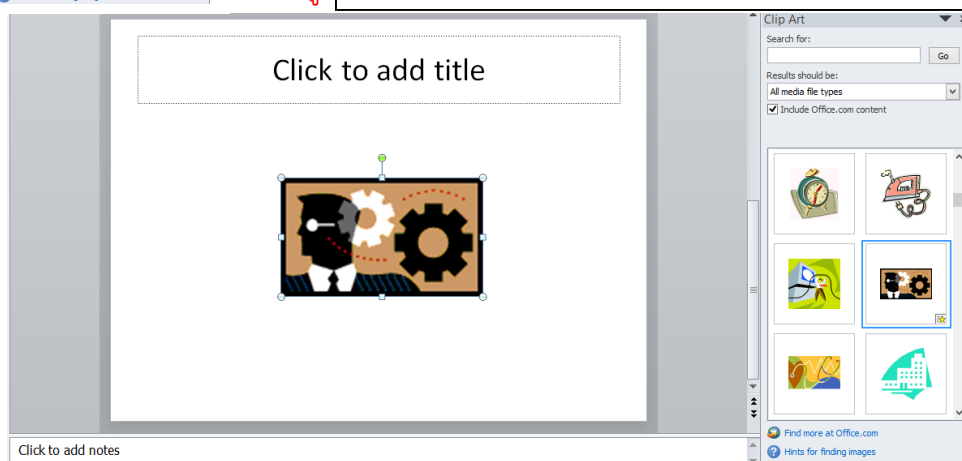 Click to add title
Click to add notes
Clip Art
Search for:
Go
Results should be:
All media file types
Include Office.com content
Find more at Office.com
Hints for finding images